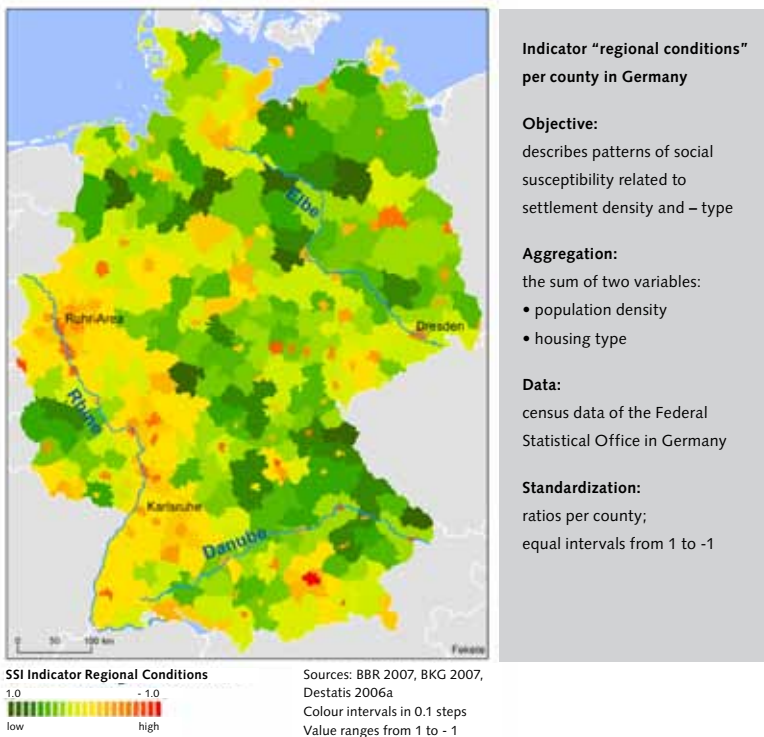 Elbe
Ruhr-Area
Dresden
Rhine
Karlsruhe
Danube
0 50 100 km
Fekete
SSI Indicator Regional Conditions
1.0 - 1.0
low high
Sources: BBR 2007, BKG 2007,
Destatis 2006a
Colour intervals in 0.1 steps
Value ranges from 1 to - 1
Indicator “regional conditions”
per county in Germany
Objective:
describes patterns of social
susceptibility related to
settlement density and – type
Aggregation:
the sum of two variables:
• population density
• housing type
Data:
census data of the Federal
Statistical Office in Germany
Standardization:
ratios per county;
equal intervals from 1 to -1